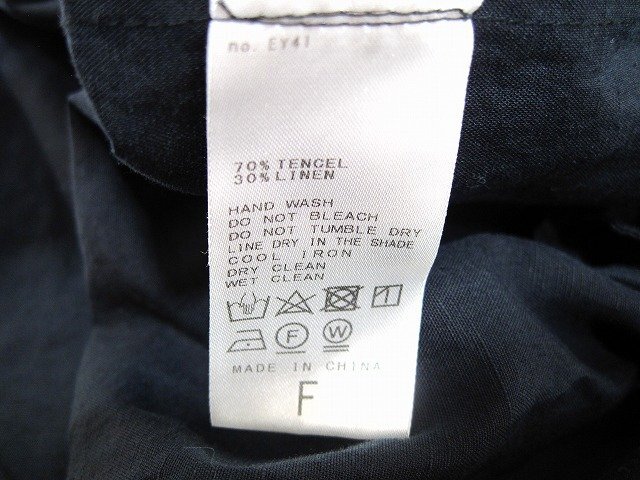 no. EY41
70% TENCEL
30% LINEN
HAND WASH
DO NOT BLEACH
DO NOT TUMBLE DRY
LINE DRY IN THE SHADE
COOL IRON
DRY CLEAN
WET CLEAN
F W
MADE IN CHINA
F